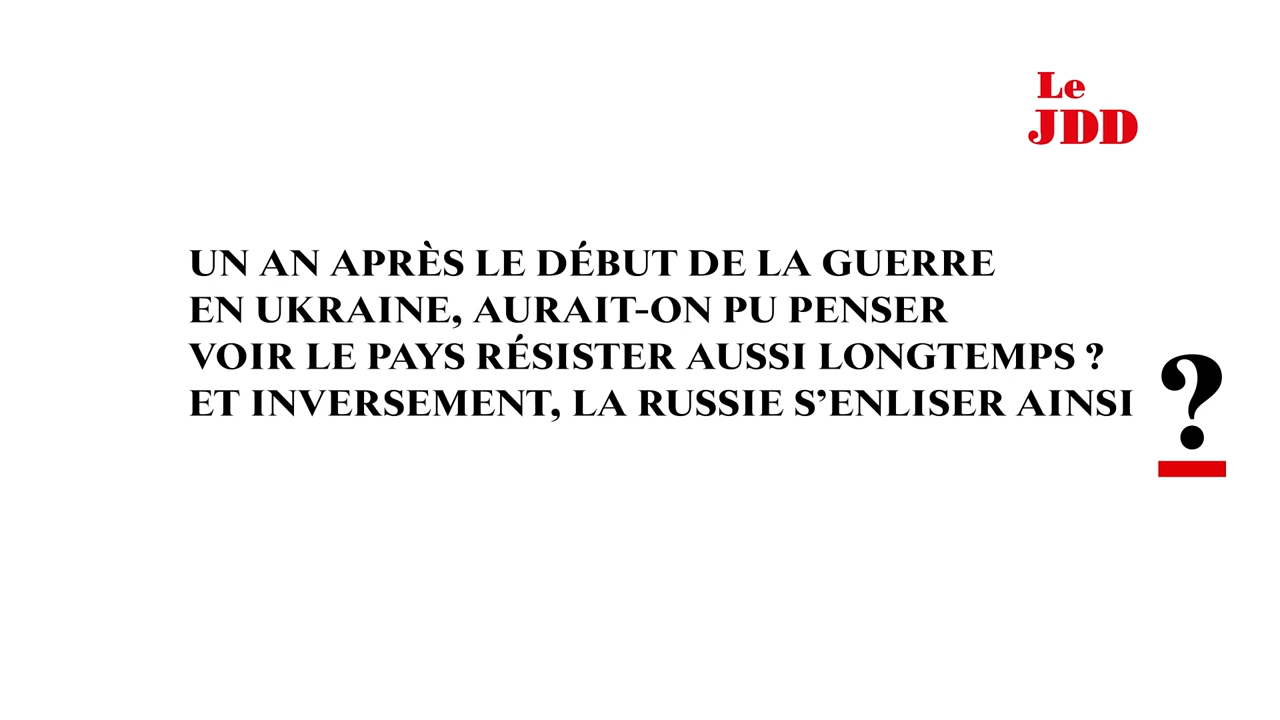 Le
JDD
UN AN APRÈS LE DÉBUT DE LA GUERRE
EN UKRAINE, AURAIT-ON PU PENSER
VOIR LE PAYS RÉSISTER AUSSI LONGTEMPS ?
ET INVERSEMENT, LA RUSSIE S’ENLISER AINSI ?